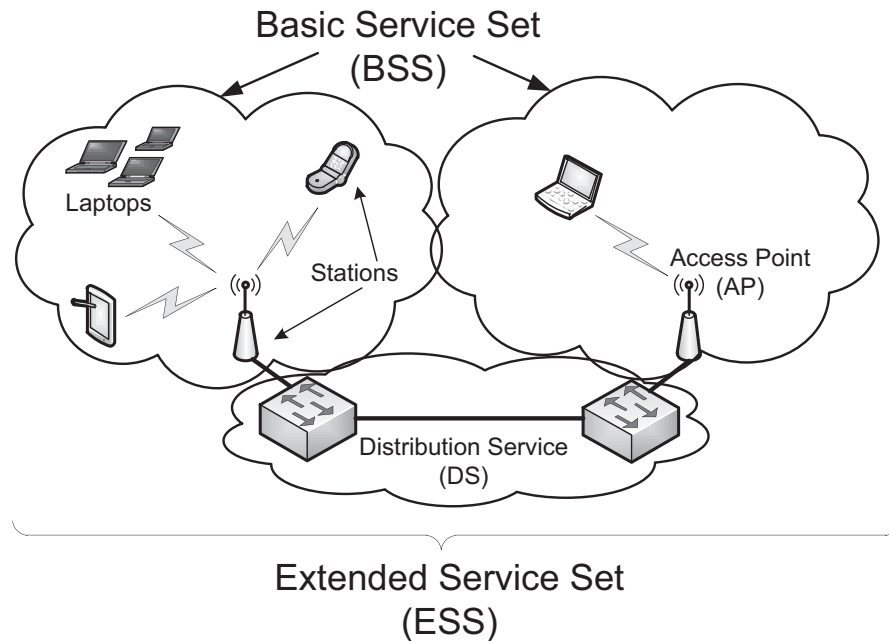 Basic Service Set
(BSS)
Laptops
Stations
Access Point
(AP)
Distribution Service
(DS)
Extended Service Set
(ESS)